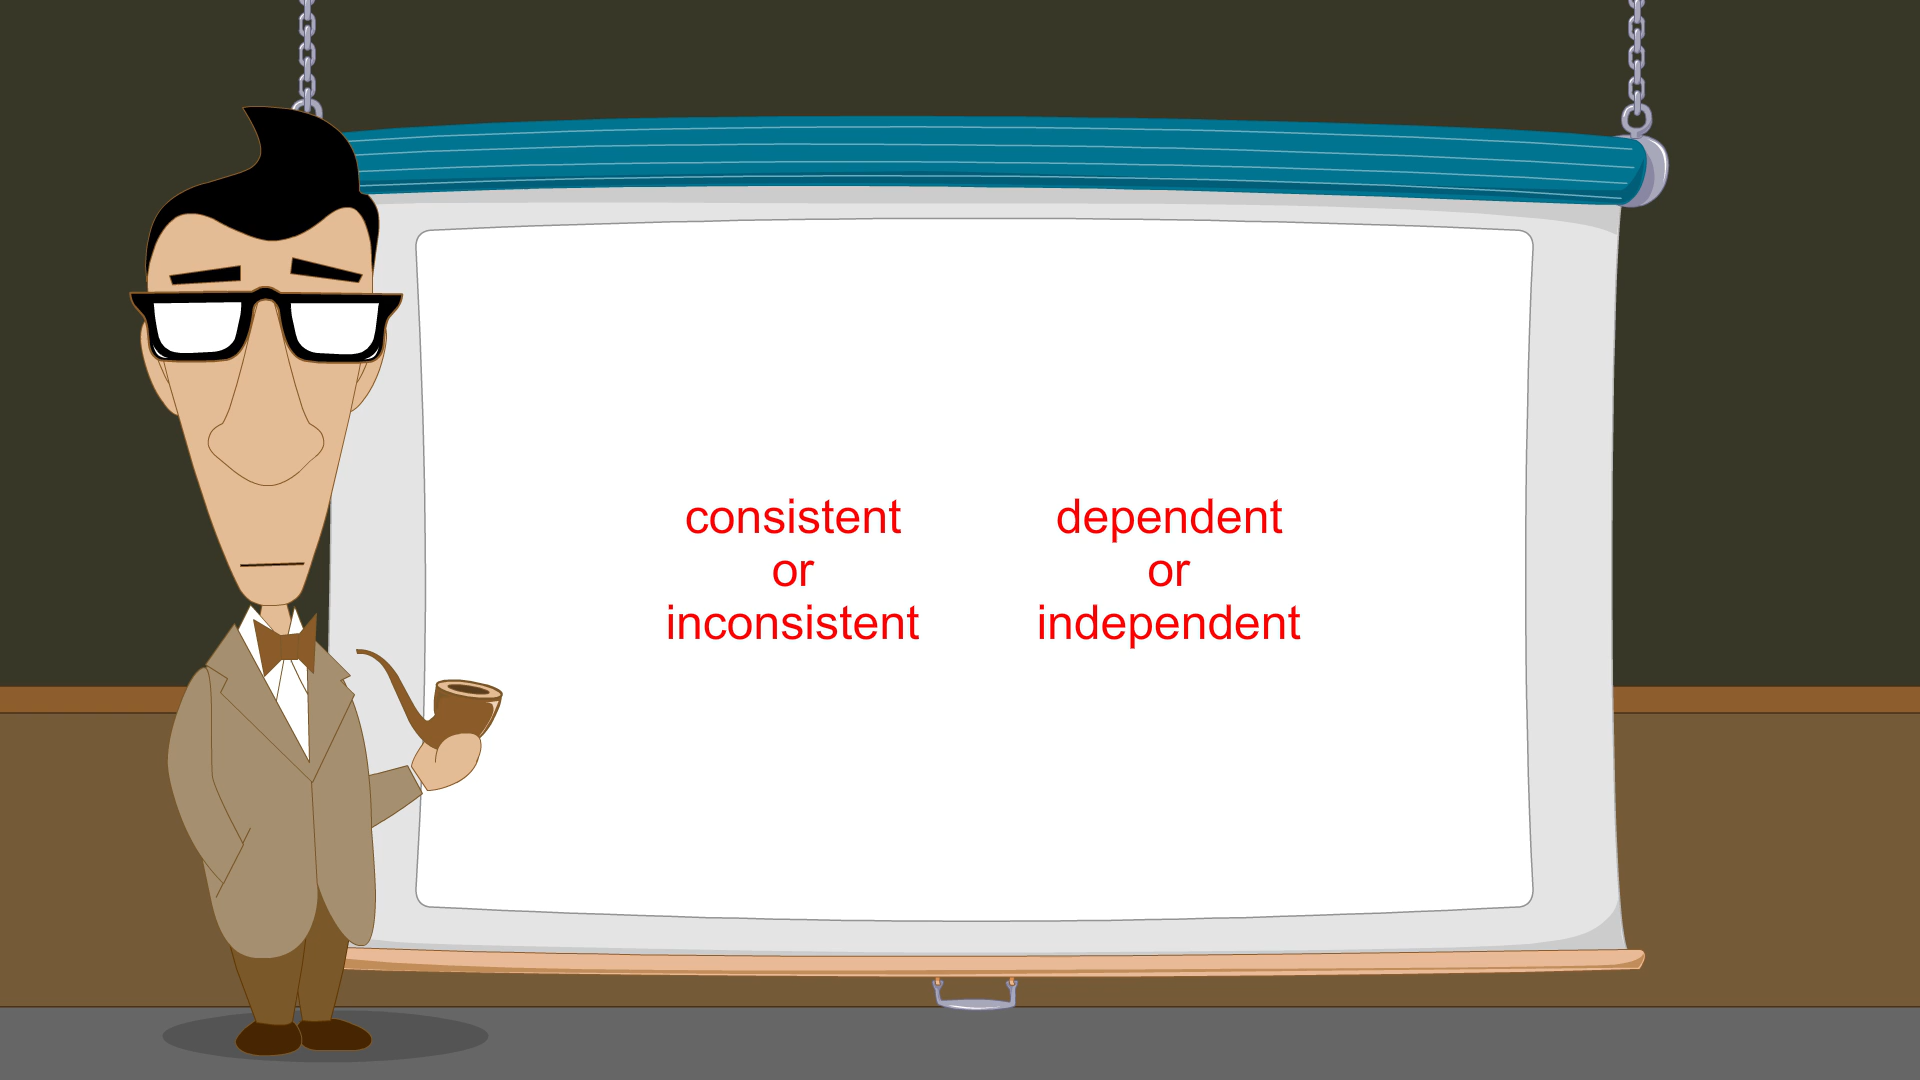 consistent
or
inconsistent
dependent
or
independent